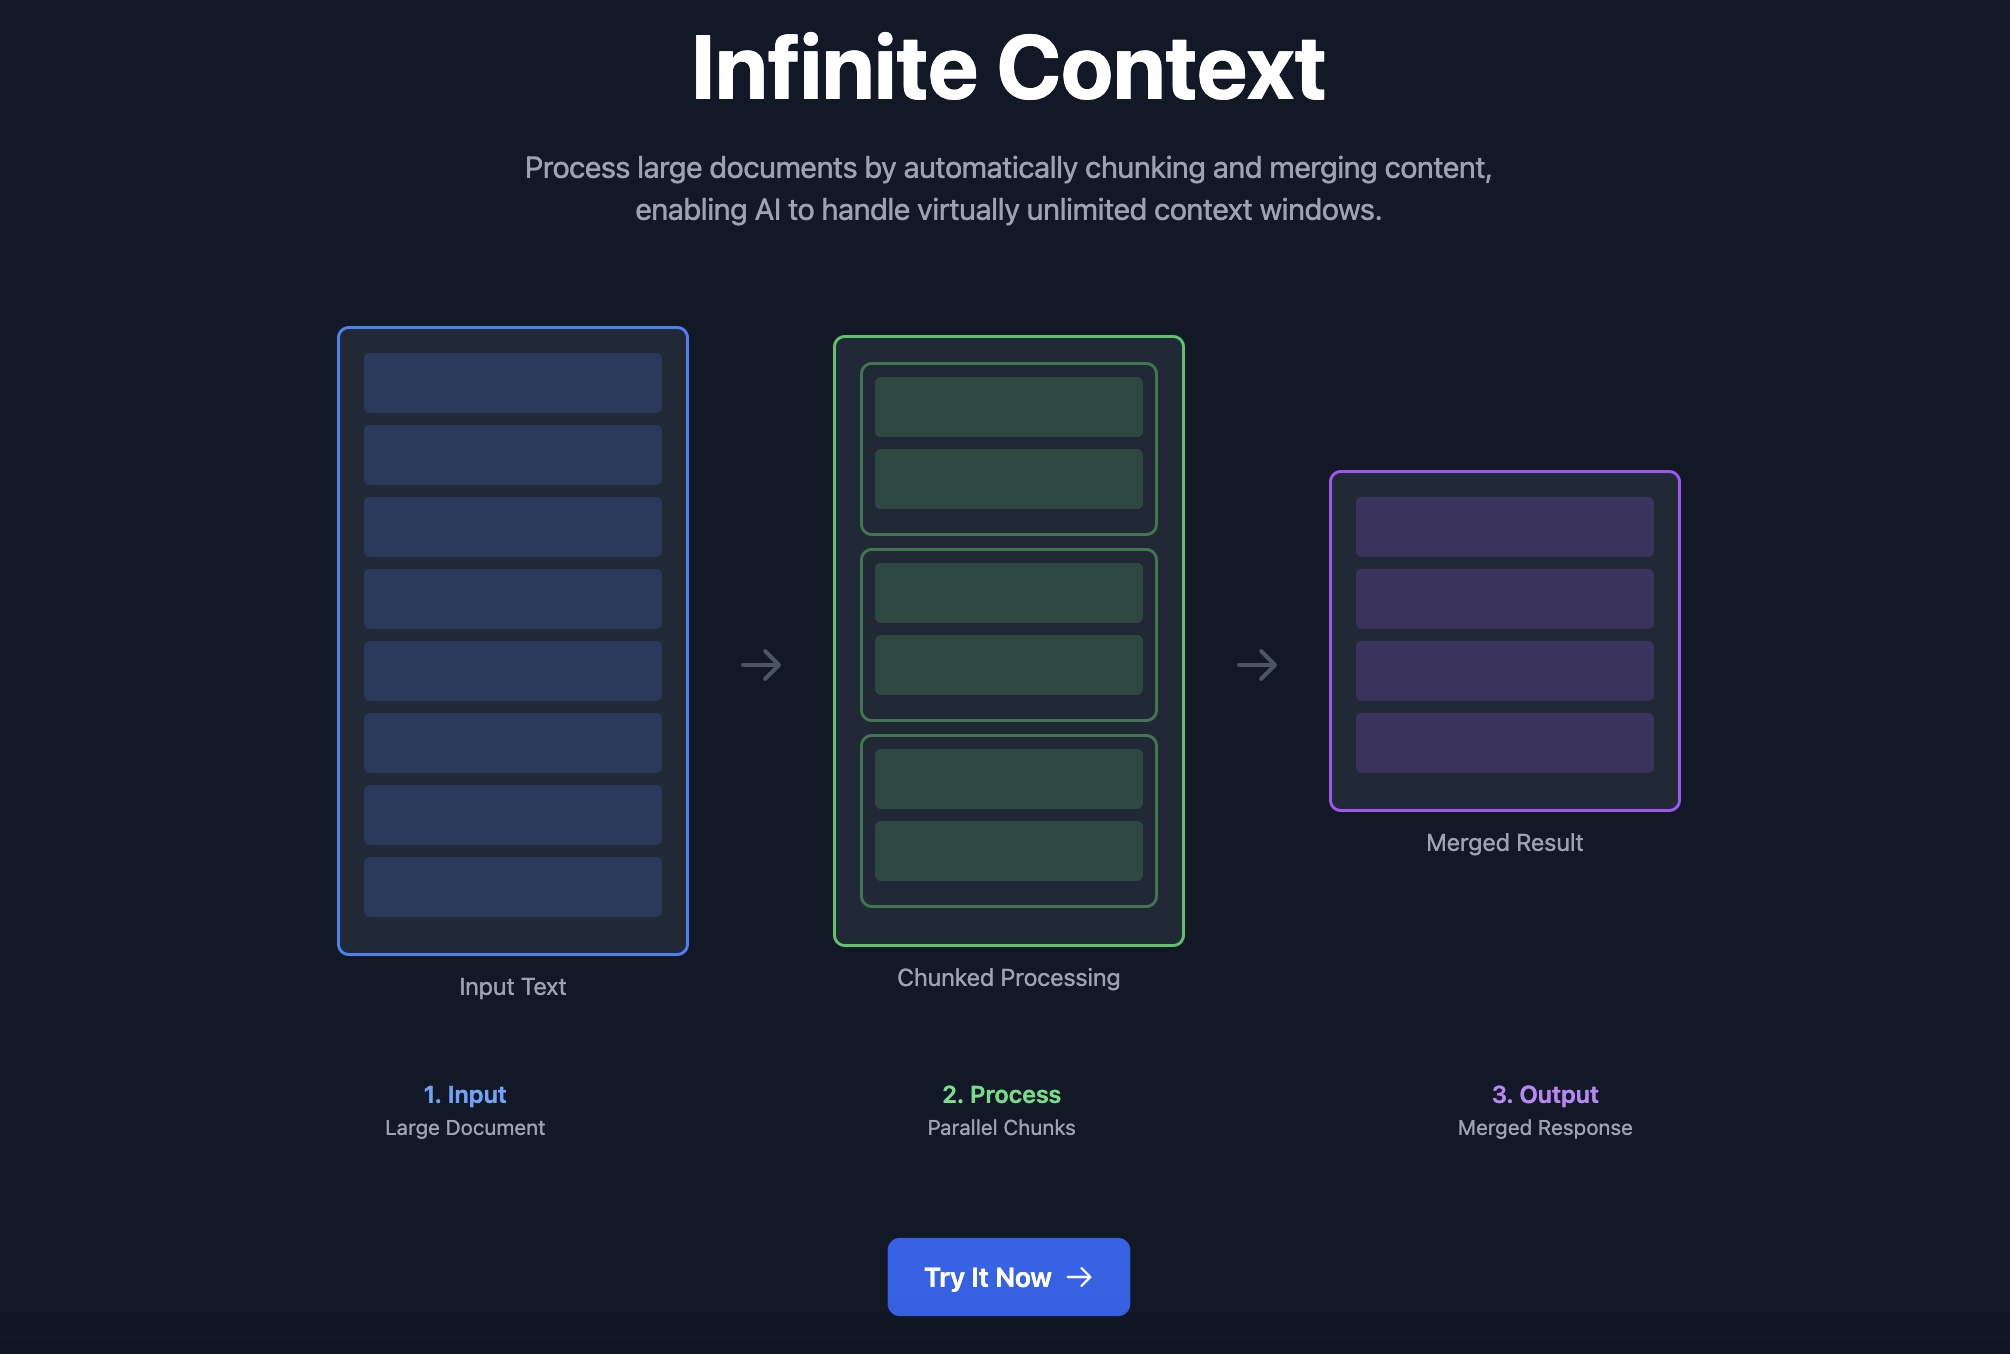 Infinite Context
Process large documents by automatically chunking and merging content,
enabling AI to handle virtually unlimited context windows.
Input Text
Chunked Processing
Merged Result
1. Input
Large Document
2. Process
Parallel Chunks
3. Output
Merged Response
Try It Now →